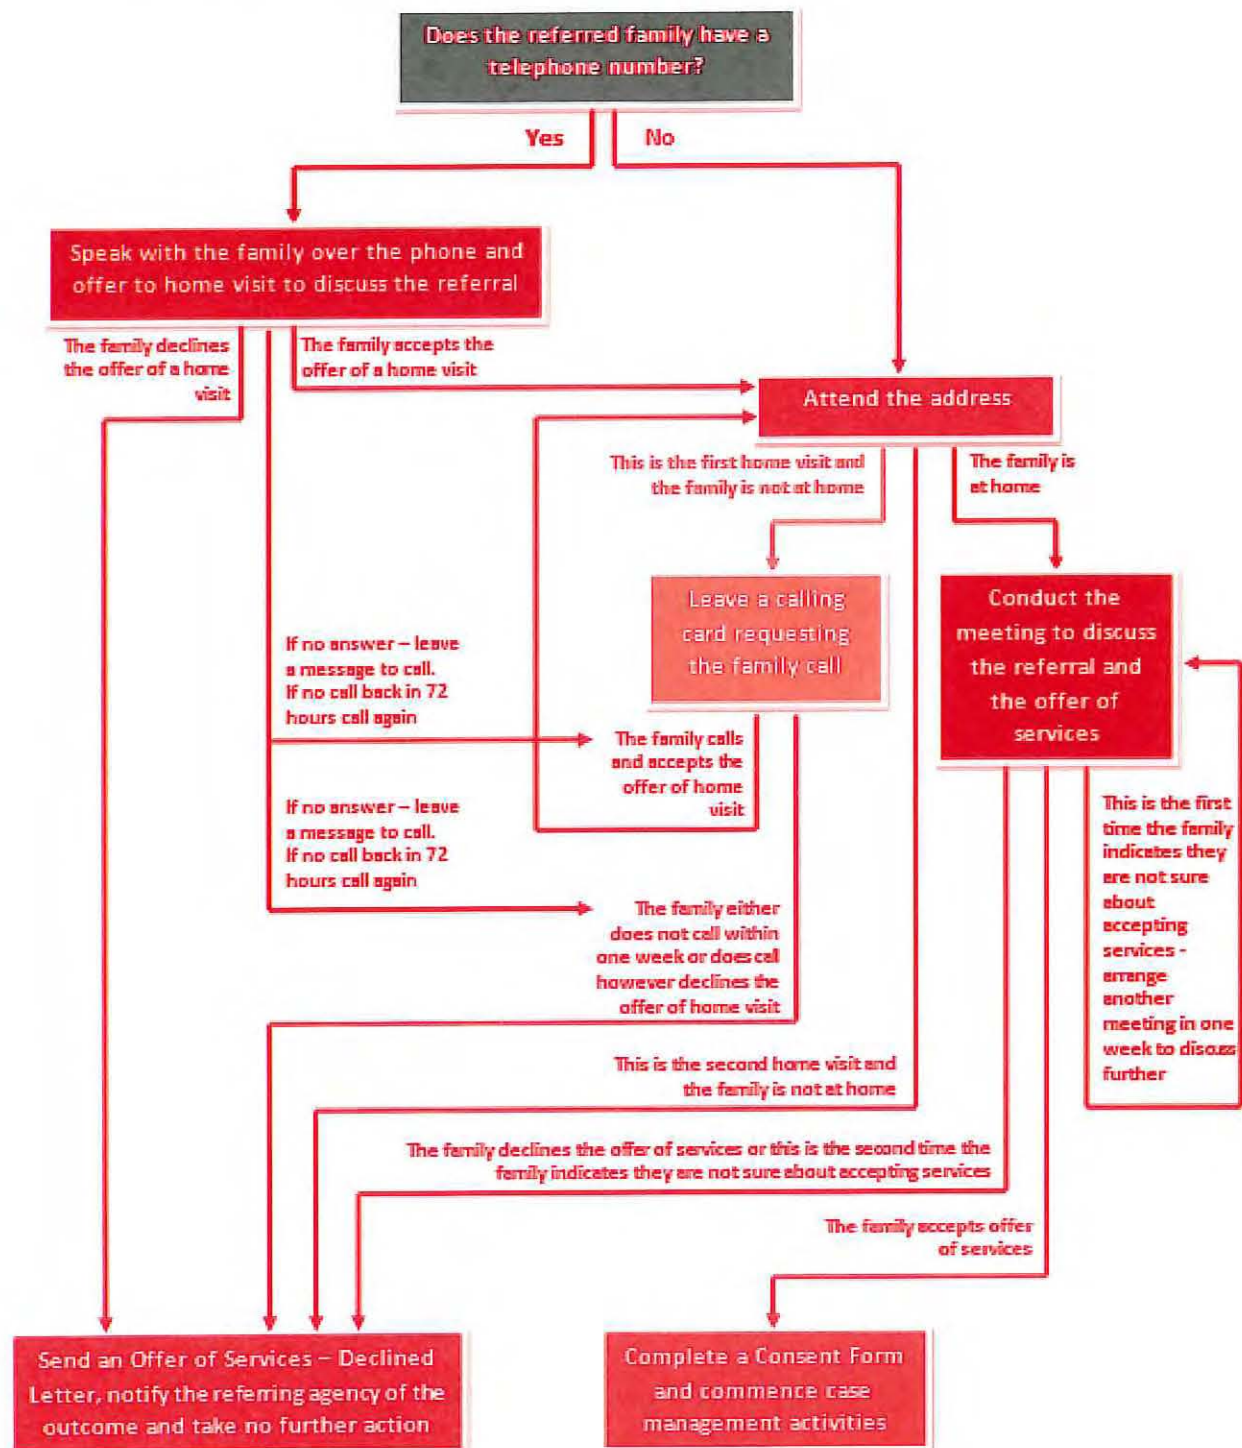 Does the referred family have a
telephone number?
Yes
No
Speak with the family over the phone and
offer to home visit to discuss the referral
The family declines
the offer of a home
visit
The family accepts the
offer of a home visit
Attend the address
This is the first home visit and
the family is not at home
The family is
at home
Leave a calling
card requesting
the family call
Conduct the
meeting to discuss
the referral and
the offer of
services
If no answer – leave
a message to call.
If no call back in 72
hours call again
The family calls
and accepts the
offer of home
visit
If no answer – leave
a message to call.
If no call back in 72
hours call again
This is the first
time the family
indicates they
are not sure
about
accepting
services -
arrange
another
meeting in one
week to discuss
further
The family either
does not call within
one week or does call
however declines the
offer of home visit
This is the second home visit and
the family is not at home
The family declines the offer of services or this is the second time the
family indicates they are not sure about accepting services
The family accepts offer
of services
Send an Offer of Services – Declined
Letter, notify the referring agency of the
outcome and take no further action
Complete a Consent Form
and commence case
management activities